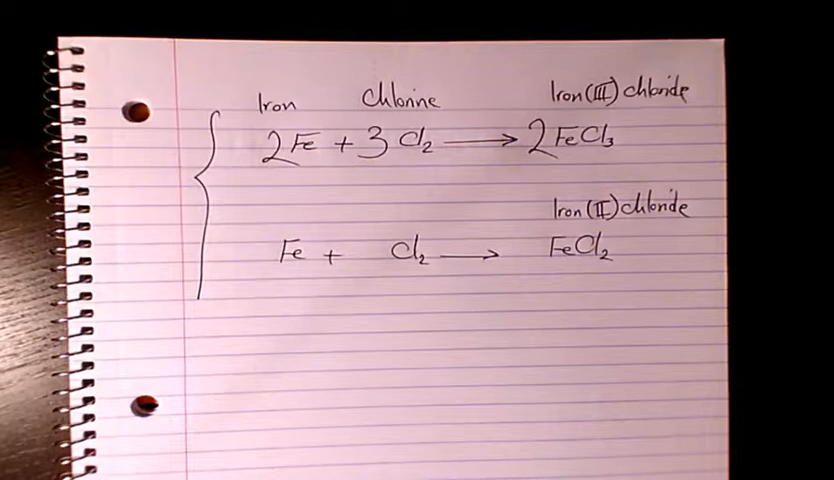 Iron Chlorine Iron(III) chloride
2Fe + 3Cl₂ ⟶ 2FeCl₃
Iron(II) chloride
Fe + Cl₂ ⟶ FeCl₂